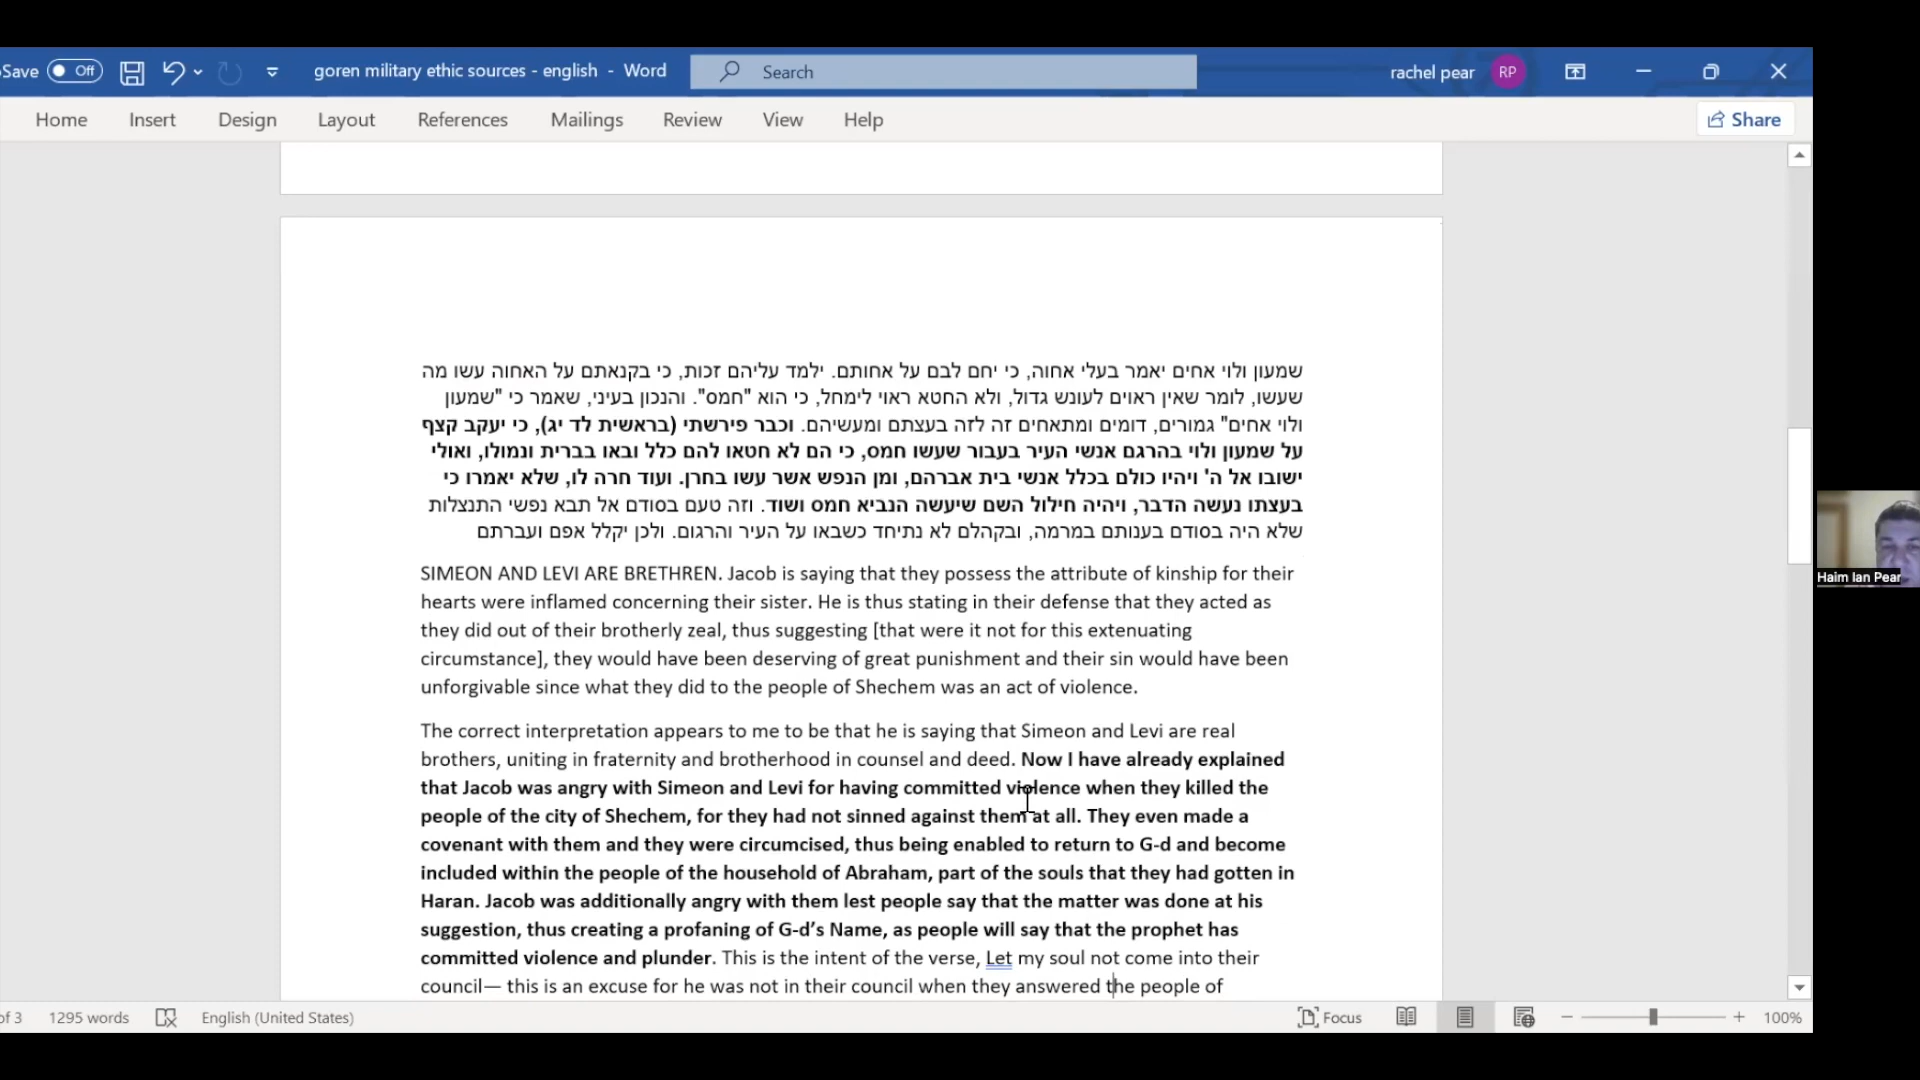 Save Off goren military ethic sources - english - Word Search rachel pear RP
Home Insert Design Layout References Mailings Review View Help Share
שמעון ולוי אחים יאמר בעלי אחוה, כי יחם לבם על אחותם. ילמד עליהם זכות, כי בקנאתם על האחוה עשו מה
שעשו, לומר שאין ראוים לעונש גדול, ולא החטא ראוי לימחל, כי הוא "חמס". והנכון בעיני, שאמר כי "שמעון
ולוי אחים" גמורים, דומים ומתאחים זה לזה בעצתם ומעשיהם. וכבר פירשתי (בראשית לד יג), כי יעקב קצף
על שמעון ולוי בהרגם אנשי העיר בעבור שעשו חמס, כי הם לא חטאו להם כלל ובאו בברית ונמולו, ואולי
ישובו אל ה' ויהיו כולם בכלל אנשי בית אברהם, ומן הנפש אשר עשו בחרן. ועוד חרה לו, שלא יאמרו כי
בעצתו נעשה הדבר, ויהיה חילול השם שיעשה הנביא חמס ושוד. וזה טעם בסודם אל תבא נפשי התנצלות
שלא היה בסודם בענותם במרמה, ובקהלם לא נתיחד כשבאו על העיר והרגום. ולכן יקלל אפם ועברתם
SIMEON AND LEVI ARE BRETHREN. Jacob is saying that they possess the attribute of kinship for their
hearts were inflamed concerning their sister. He is thus stating in their defense that they acted as
they did out of their brotherly zeal, thus suggesting [that were it not for this extenuating
circumstance], they would have been deserving of great punishment and their sin would have been
unforgivable since what they did to the people of Shechem was an act of violence.
The correct interpretation appears to me to be that he is saying that Simeon and Levi are real
brothers, uniting in fraternity and brotherhood in counsel and deed. Now I have already explained
that Jacob was angry with Simeon and Levi for having committed violence when they killed the
people of the city of Shechem, for they had not sinned against them at all. They even made a
covenant with them and they were circumcised, thus being enabled to return to G-d and become
included within the people of the household of Abraham, part of the souls that they had gotten in
Haran. Jacob was additionally angry with them lest people say that the matter was done at his
suggestion, thus creating a profaning of G-d’s Name, as people will say that the prophet has
committed violence and plunder. This is the intent of the verse, Let my soul not come into their
council— this is an excuse for he was not in their council when they answered the people of
Haim Ian Pear
of 3 1295 words English (United States) Focus 100%